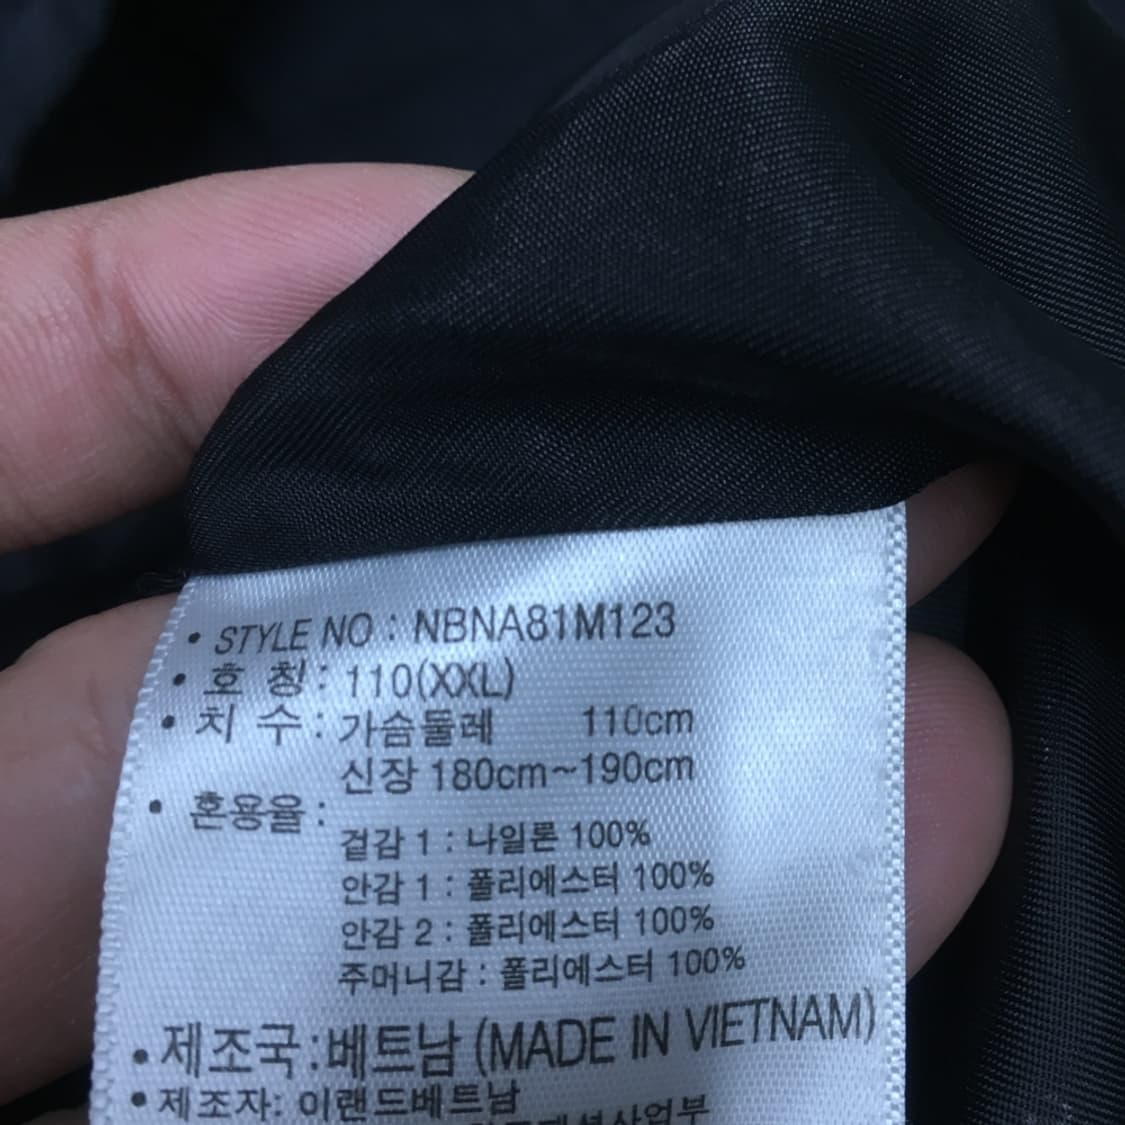 • STYLE NO : NBNA81M123
• 호 칭 : 110(XXL)
• 치 수 : 가슴둘레 110cm
신장 180cm~190cm
• 혼용율 :
겉감 1 : 나일론 100%
안감 1 : 폴리에스터 100%
안감 2 : 폴리에스터 100%
주머니감 : 폴리에스터 100%
• 제조국 : 베트남 (MADE IN VIETNAM)
• 제조자: 이랜드베트남